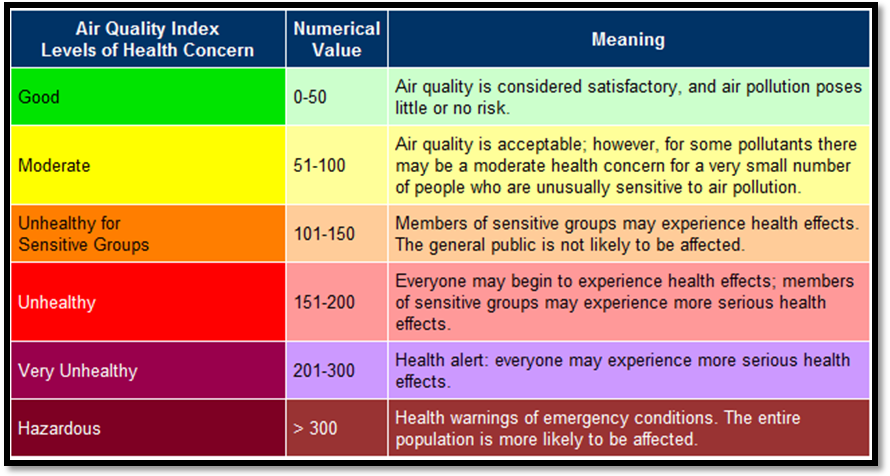 Air Quality Index
Levels of Health Concern
Numerical
Value
Meaning
Good
0-50
Air quality is considered satisfactory, and air pollution poses
little or no risk.
Moderate
51-100
Air quality is acceptable; however, for some pollutants there
may be a moderate health concern for a very small number
of people who are unusually sensitive to air pollution.
Unhealthy for
Sensitive Groups
101-150
Members of sensitive groups may experience health effects.
The general public is not likely to be affected.
Unhealthy
151-200
Everyone may begin to experience health effects; members
of sensitive groups may experience more serious health
effects.
Very Unhealthy
201-300
Health alert: everyone may experience more serious health
effects.
Hazardous
> 300
Health warnings of emergency conditions. The entire
population is more likely to be affected.